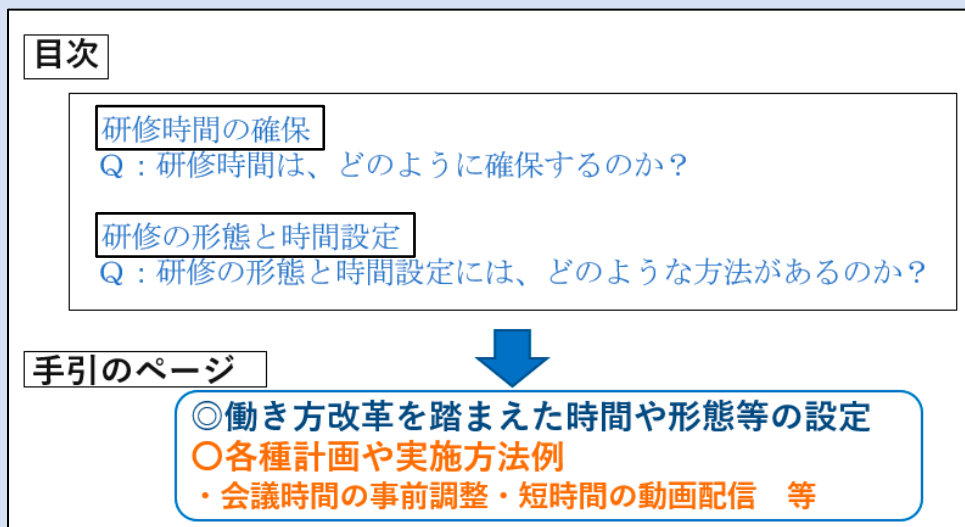 目次
研修時間の確保
Ｑ：研修時間は、どのように確保するのか？
研修の形態と時間設定
Ｑ：研修の形態と時間設定には、どのような方法があるのか？
手引のページ
◎働き方改革を踏まえた時間や形態等の設定
〇各種計画や実施方法例
・会議時間の事前調整・短時間の動画配信　等